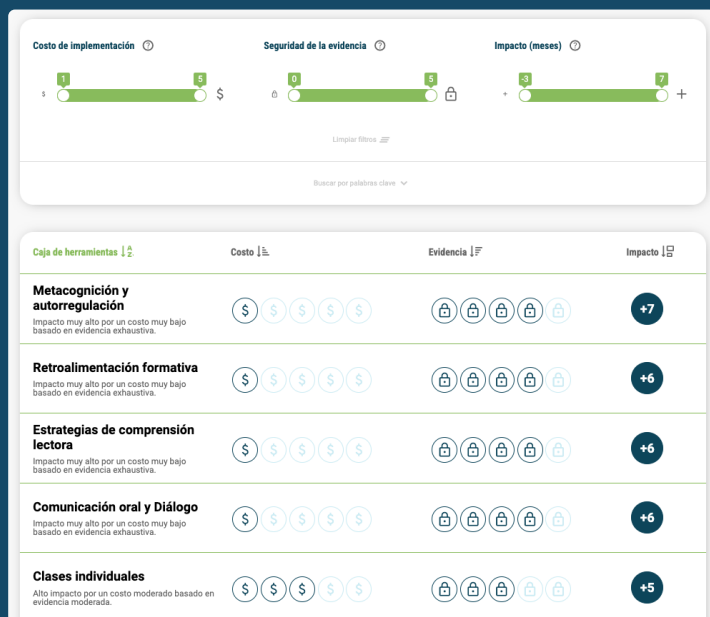 Costo de implementación ?
Seguridad de la evidencia ?
Impacto (meses) ?
1 5
0 5
-3 7
$ $
+ +
Limpiar filtros
Buscar por palabras clave
Caja de herramientas A Z
Costo
Evidencia
Impacto
Metacognición y
autorregulación
Impacto muy alto por un costo muy bajo
basado en evidencia exhaustiva.
$ $ $ $ $
+7
Retroalimentación formativa
Impacto muy alto por un costo muy bajo
basado en evidencia exhaustiva.
$ $ $ $ $
+6
Estrategias de comprensión
lectora
Impacto muy alto por un costo muy bajo
basado en evidencia exhaustiva.
$ $ $ $ $
+6
Comunicación oral y Diálogo
Impacto muy alto por un costo muy bajo
basado en evidencia exhaustiva.
$ $ $ $ $
+6
Clases individuales
Alto impacto por un costo moderado basado en
evidencia moderada.
$ $ $ $ $
+5